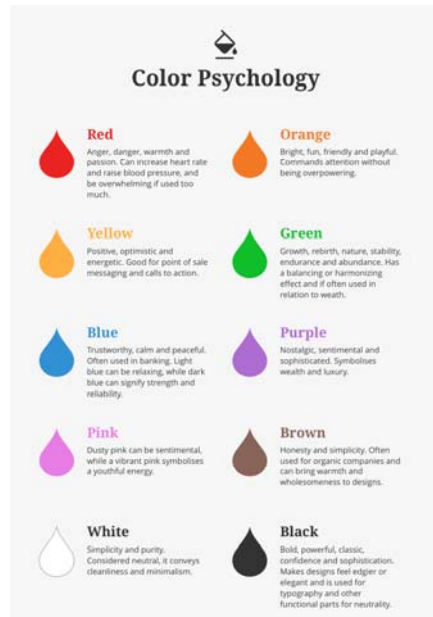 Color Psychology
Red
Anger, danger, warmth and
passion. Can increase heart rate
and raise blood pressure, and
be overwhelming if used too
much.
Orange
Bright, fun, friendly and playful.
Commands attention without
being overpowering.
Yellow
Positive, optimistic and
energetic. Good for point of sale
messaging and calls to action.
Green
Growth, rebirth, nature, stability,
endurance and abundance. Has
a balancing or harmonizing
effect and if often used in
relation to weath.
Blue
Trustworthy, calm and peaceful.
Often used in banking. Light
blue can be relaxing, while dark
blue can signify strength and
reliability.
Purple
Nostalgic, sentimental and
sophisticated. Symbolises
wealth and luxury.
Pink
Dusty pink can be sentimental,
while a vibrant pink symbolises
a youthful energy.
Brown
Honesty and simplicity. Often
used for organic companies and
can bring warmth and
wholesomeness to designs.
White
Simplicity and purity.
Considered neutral, it conveys
cleanliness and minimalism.
Black
Bold, powerful, classic,
confidence and sophistication.
Makes designs feel edgier or
elegant and is used for
typography and other
functional parts for neutrality.